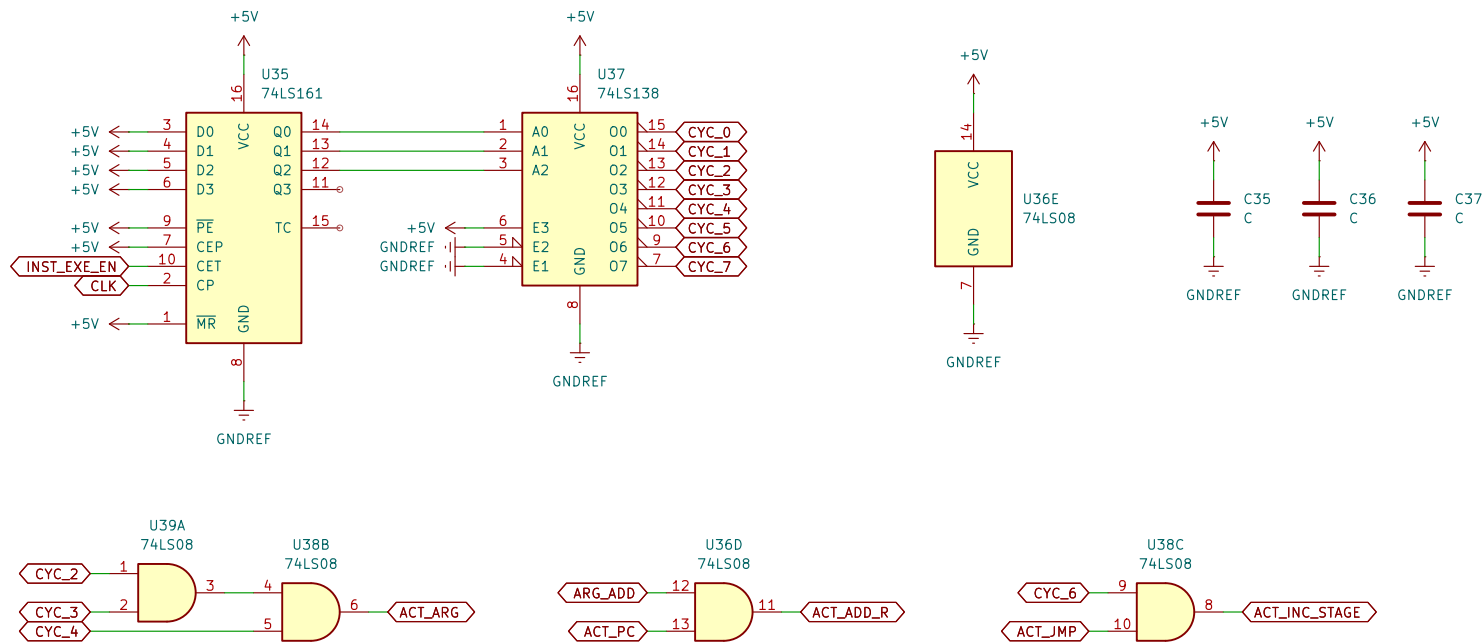 +5V
U35
74LS161
16
VCC
+5V 3 D0 Q0 14
+5V 4 D1 Q1 13
+5V 5 D2 Q2 12
+5V 6 D3 Q3 11
+5V 9 PE TC 15
+5V 7 CEP
INST_EXE_EN 10 CET
CLK 2 CP
+5V 1 MR
GND
8
GNDREF
+5V
U37
74LS138
16
VCC
1 A0 O0 15 CYC_0
2 A1 O1 14 CYC_1
3 A2 O2 13 CYC_2
O3 12 CYC_3
O4 11 CYC_4
+5V 6 E3 O5 10 CYC_5
GNDREF 5 E2 O6 9 CYC_6
GNDREF 4 E1 O7 7 CYC_7
GND
8
GNDREF
+5V
14
VCC
U36E
74LS08
GND
7
GNDREF
+5V
C35
C
GNDREF
+5V
C36
C
GNDREF
+5V
C37
C
GNDREF
U39A
74LS08
CYC_2 1
3
CYC_3 2
U38B
74LS08
4
6 ACT_ARG
CYC_4 5
U36D
74LS08
ARG_ADD 12
11 ACT_ADD_R
ACT_PC 13
U38C
74LS08
CYC_6 9
8 ACT_INC_STAGE
ACT_JMP 10